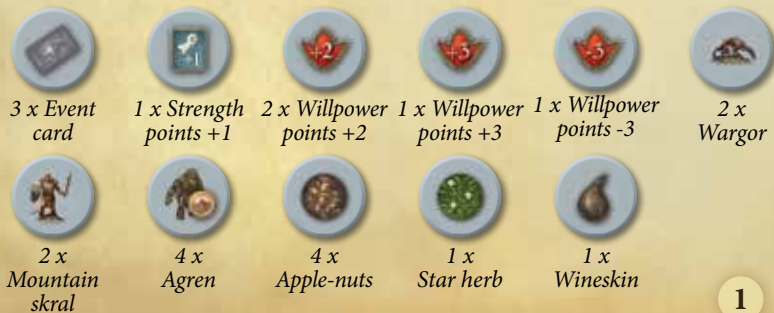 +1
+2
+3
-3
3 x Event
card
1 x Strength
points +1
2 x Willpower
points +2
1 x Willpower
points +3
1 x Willpower
points -3
2 x
Wargor
2 x
Mountain
skral
4 x
Agren
4 x
Apple-nuts
1 x
Star herb
1 x
Wineskin
1